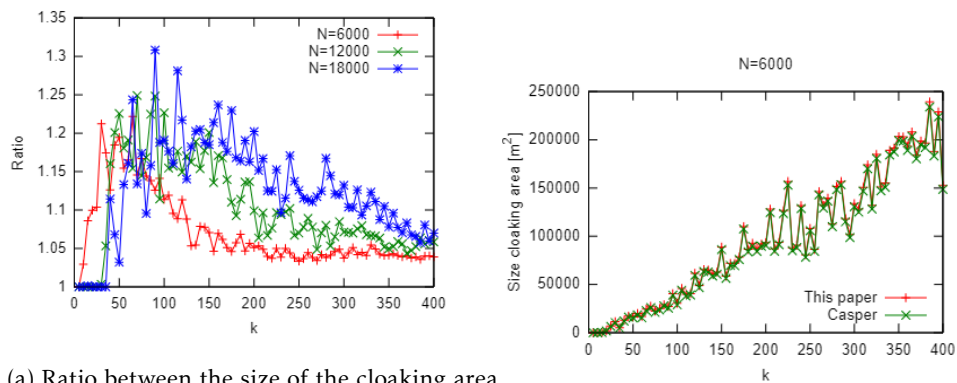 1.35
1.3
1.25
1.2
1.15
1.1
1.05
1
Ratio
N=6000
N=12000
N=18000
0 50 100 150 200 250 300 350 400
k
(a) Ratio between the size of the cloaking area
N=6000
250000
200000
150000
100000
50000
0
Size cloaking area [m²]
This paper
Casper
0 50 100 150 200 250 300 350 400
k